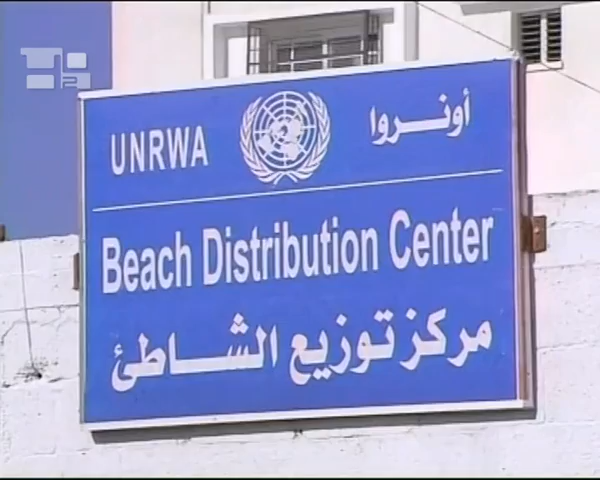 UNRWA
أونروا
Beach Distribution Center
مركز توزيع الشاطئ